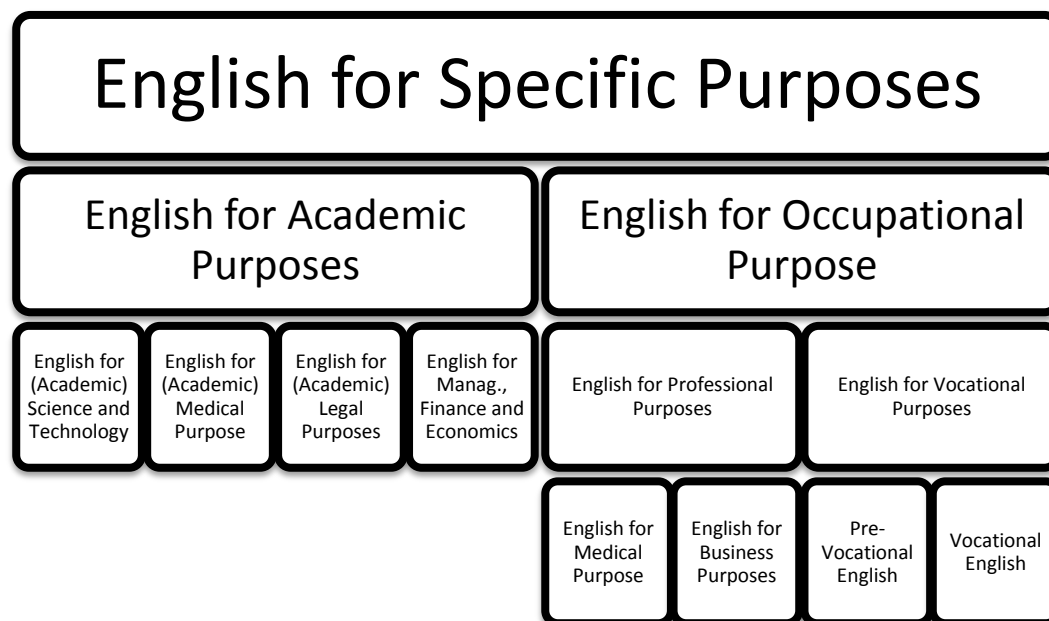 English for Specific Purposes
English for Academic
Purposes
English for Occupational
Purpose
English for
(Academic)
Science and
Technology
English for
(Academic)
Medical
Purpose
English for
(Academic)
Legal
Purposes
English for
Manag.,
Finance and
Economics
English for Professional
Purposes
English for Vocational
Purposes
English for
Medical
Purpose
English for
Business
Purposes
Pre-
Vocational
English
Vocational
English